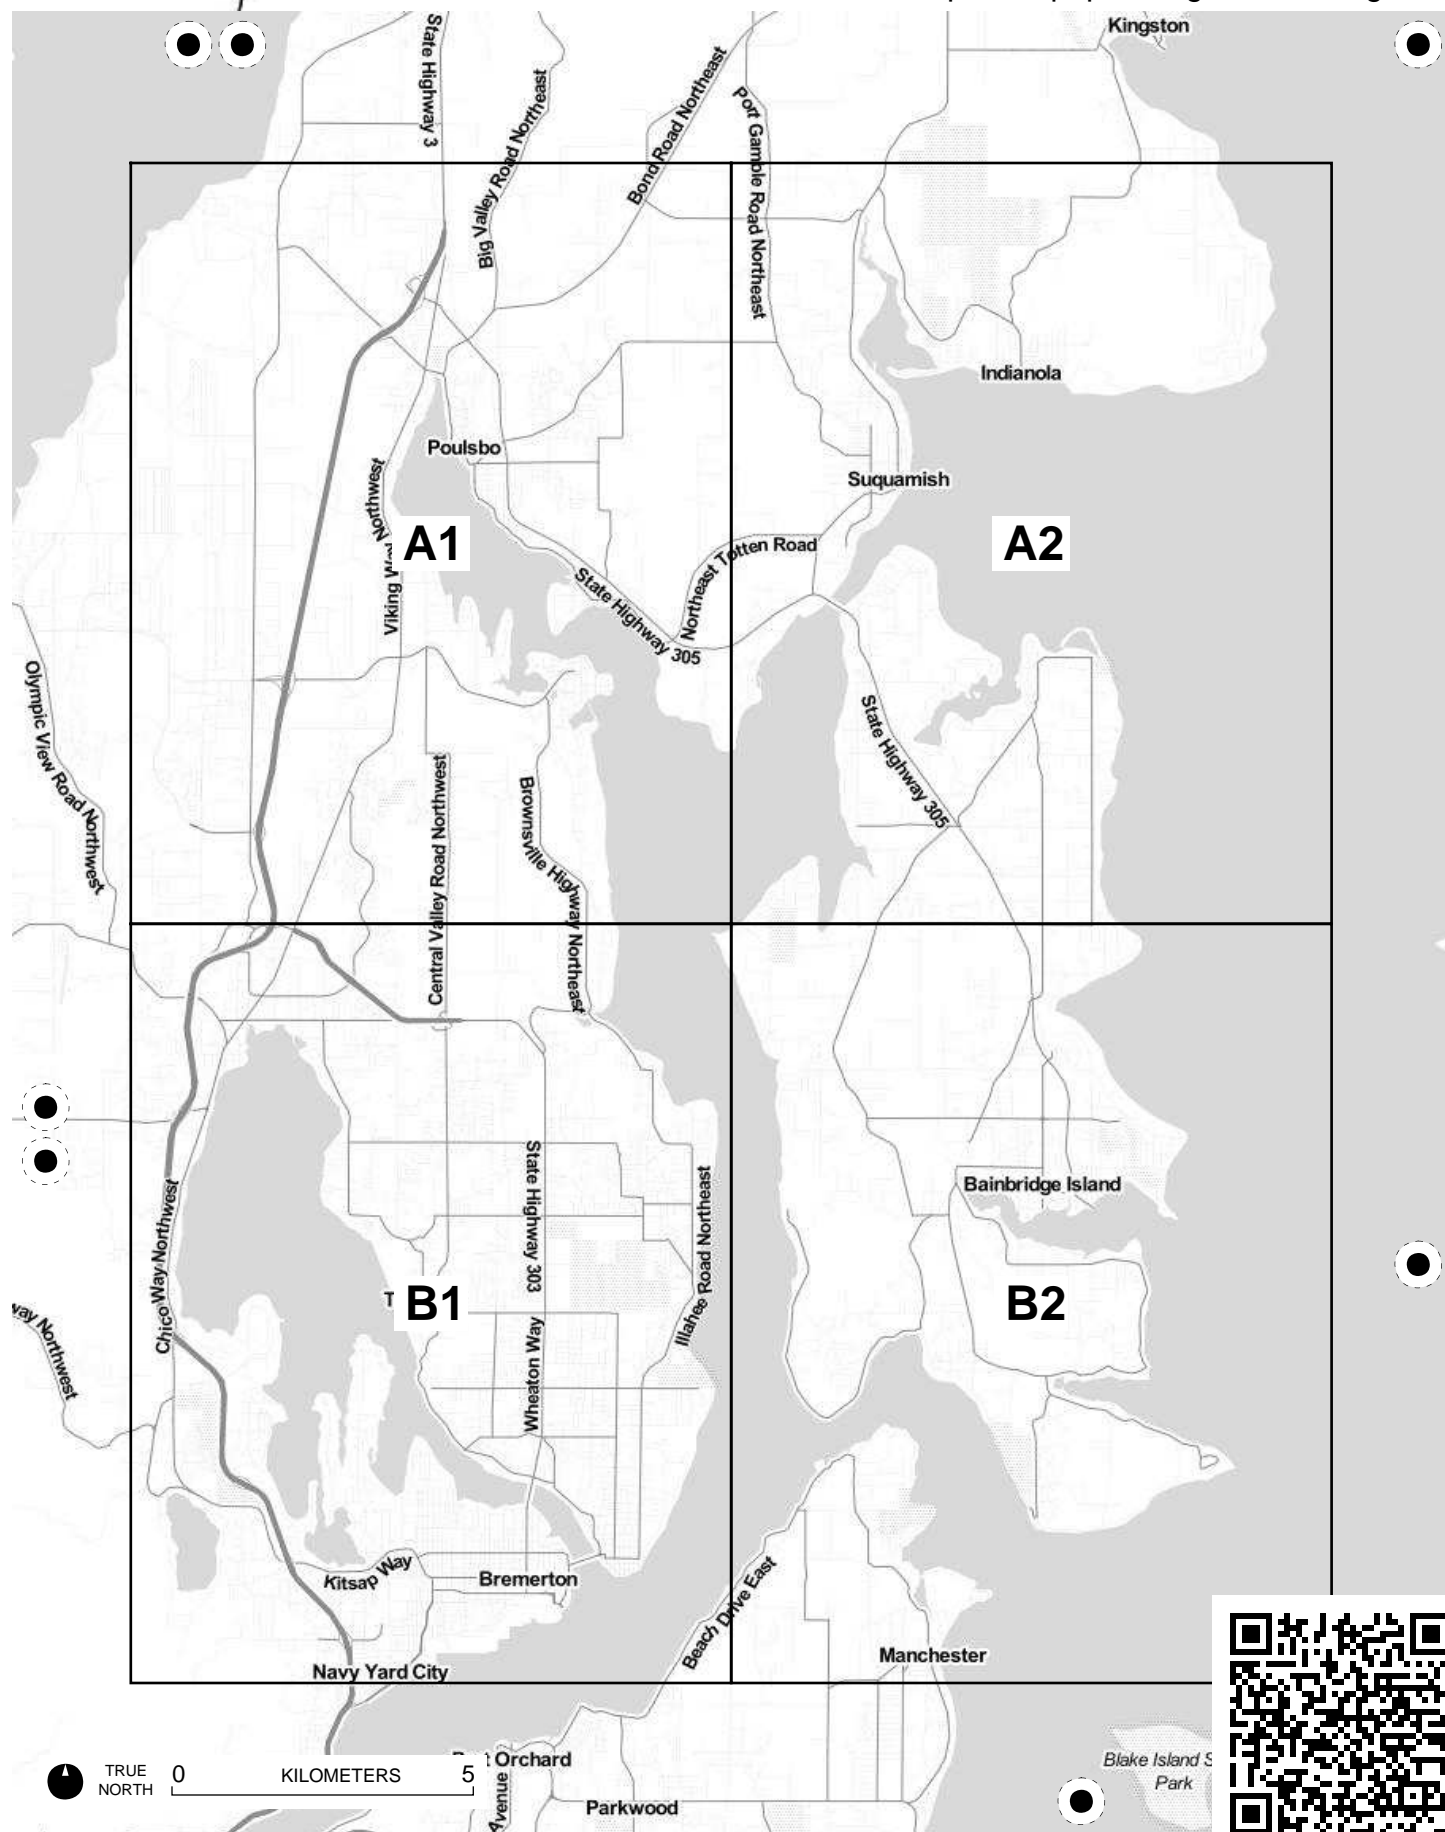 Kingston
State Highway 3
Big Valley Road Northeast
Bond Road Northeast
Port Gamble Road Northeast
Indianola
Poulsbo
Suquamish
Viking
Northwest
A1
A2
Northeast Totten Road
State Highway 305
Olympic View Road Northwest
State Highway 305
Central Valley Road Northwest
Brownsville Highway Northeast
Bainbridge Island
Chico Way Northwest
State Highway 303
Illahee Road Northeast
B1
B2
Northwest
Wheaton Way
Kitsap Way
Bremerton
Beach Drive East
Manchester
Navy Yard City
TRUE
NORTH
0 KILOMETERS 5
Orchard
Avenue
Parkwood
Blake Island
Park